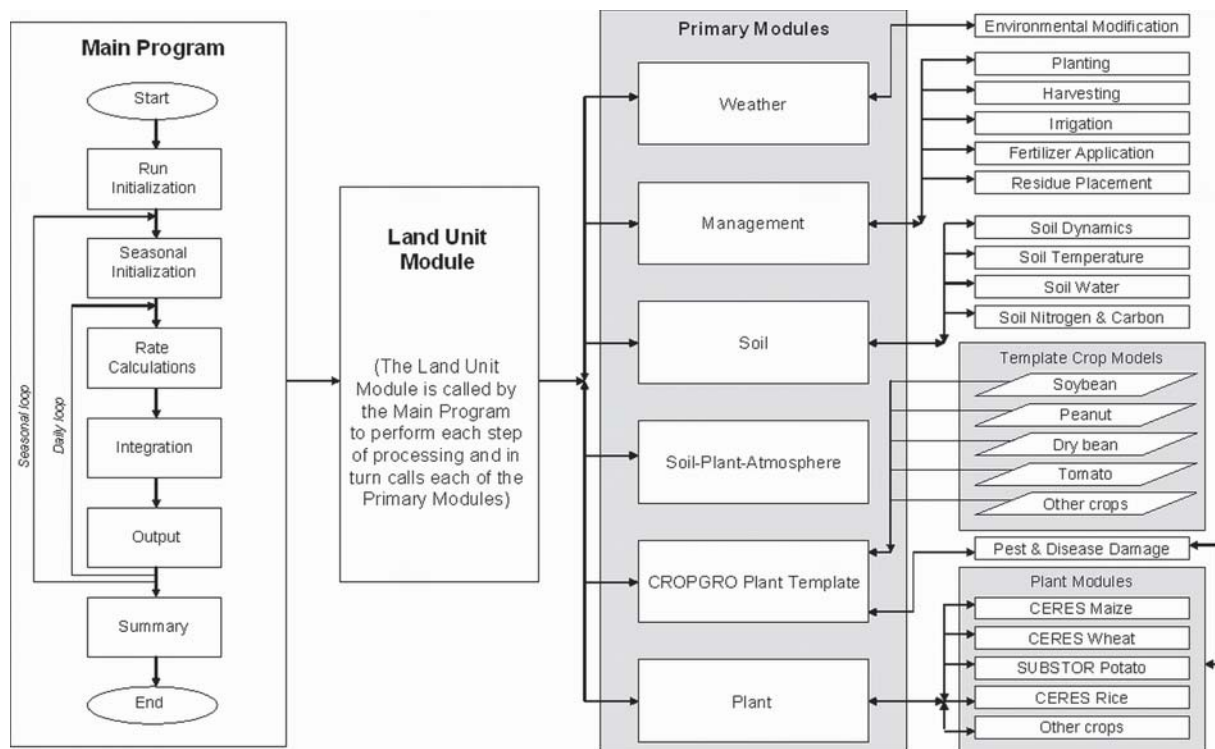 Main Program
Start
Run
Initialization
Seasonal
Initialization
Rate
Calculations
Integration
Output
Summary
End
Seasonal loop
Daily loop
Land Unit
Module
(The Land Unit
Module is called by
the Main Program
to perform each step
of processing and in
turn calls each of the
Primary Modules)
Primary Modules
Weather
Management
Soil
Soil-Plant-Atmosphere
CROPGRO Plant Template
Plant
Environmental Modification
Planting
Harvesting
Irrigation
Fertilizer Application
Residue Placement
Soil Dynamics
Soil Temperature
Soil Water
Soil Nitrogen & Carbon
Template Crop Models
Soybean
Peanut
Dry bean
Tomato
Other crops
Pest & Disease Damage
Plant Modules
CERES Maize
CERES Wheat
SUBSTOR Potato
CERES Rice
Other crops